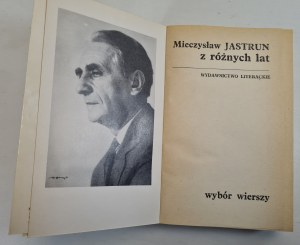 Mieczysław JASTRUN
z różnych lat
WYDAWNICTWO LITERACKIE
wybór wierszy